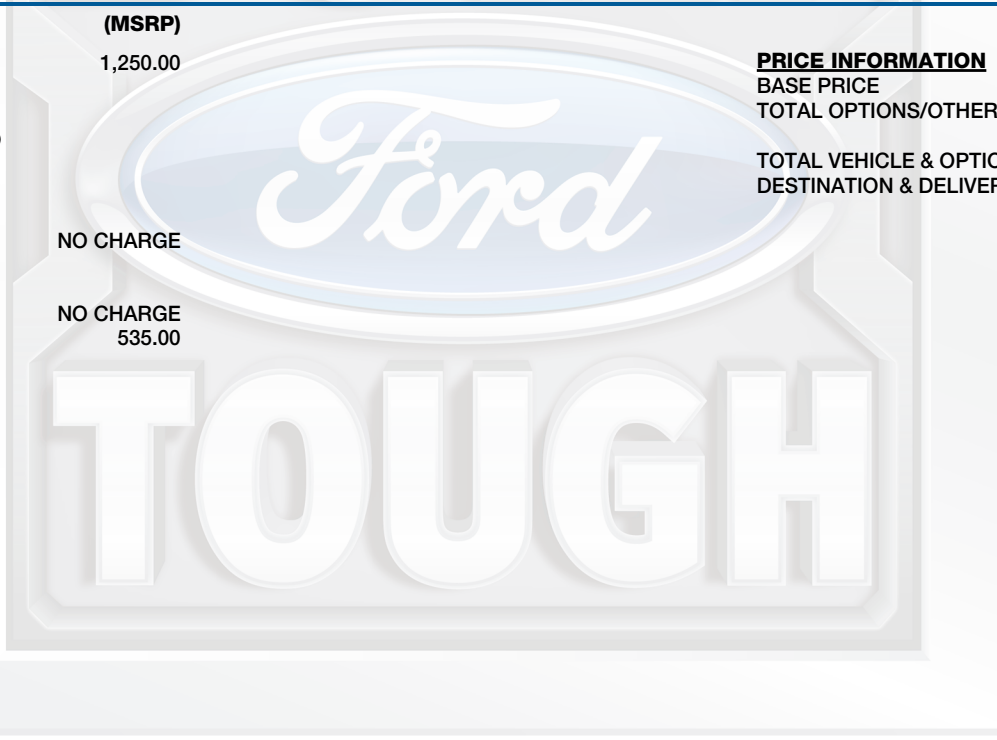 (MSRP)
1,250.00
NO CHARGE
NO CHARGE
535.00
PRICE INFORMATION
BASE PRICE
TOTAL OPTIONS/OTHER
TOTAL VEHICLE & OPTIO
DESTINATION & DELIVER
Ford
TOUGH